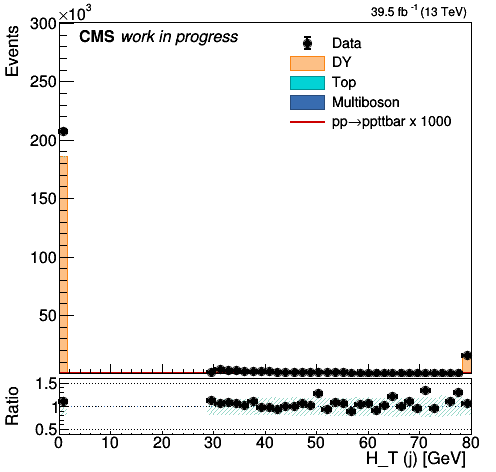 39.5 fb⁻¹ (13 TeV)
300 ×10³
CMS work in progress
Data
DY
Top
Multiboson
pp→ppttbar x 1000
Events
250
200
150
100
50
1.5
1
0.5
Ratio
0 10 20 30 40 50 60 70 80
H_T (j) [GeV]